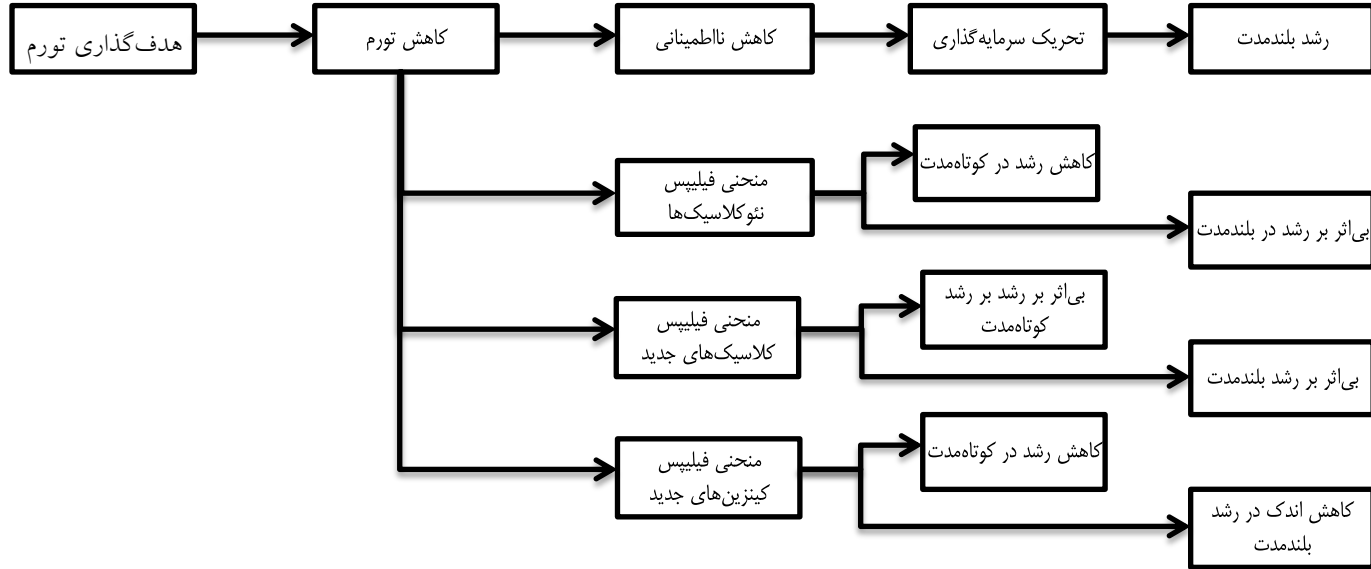 هدف‌گذاری تورم
کاهش تورم
کاهش نااطمینانی
تحریک سرمایه‌گذاری
رشد بلندمدت
منحنی فیلیپس
نئوکلاسیک‌ها
کاهش رشد در کوتاه‌مدت
بی‌اثر بر رشد در بلندمدت
منحنی فیلیپس
کلاسیک‌های جدید
بی‌اثر بر رشد بر رشد
کوتاه‌مدت
بی‌اثر بر رشد بلندمدت
منحنی فیلیپس
کینزین‌های جدید
کاهش رشد در کوتاه‌مدت
کاهش اندک در رشد
بلندمدت